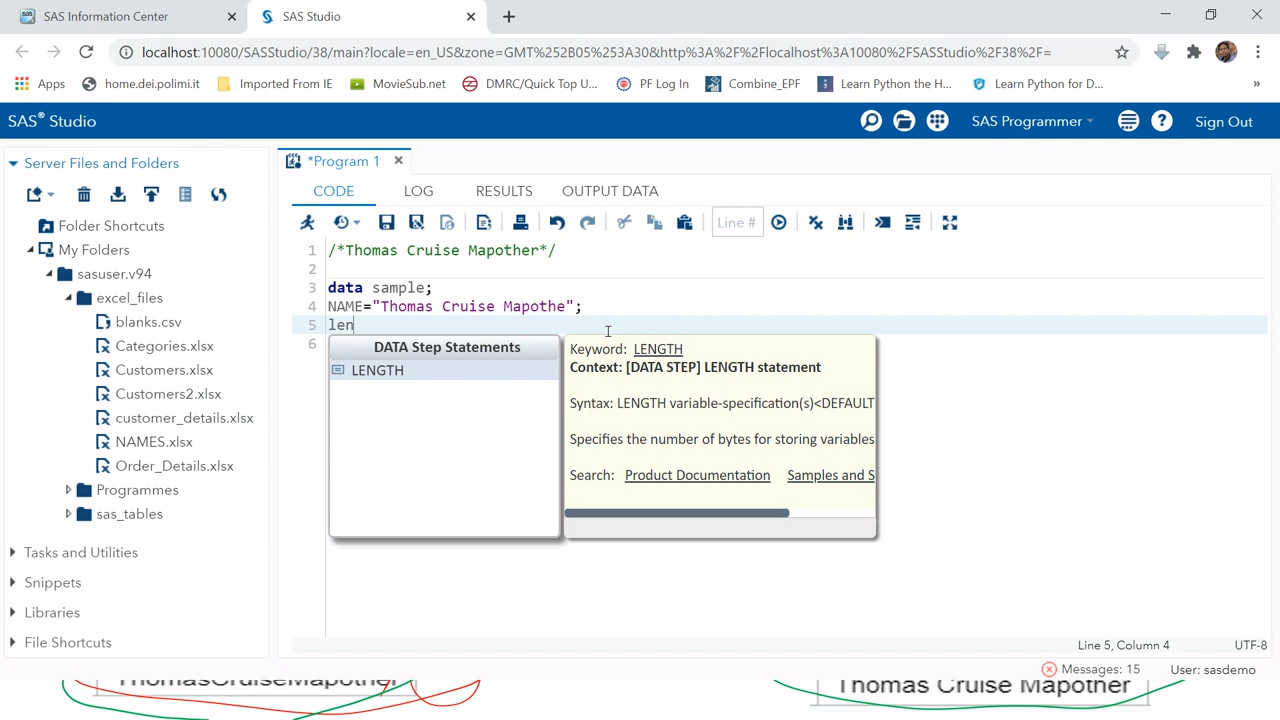 SAS Information Center
SAS Studio
localhost:10080/SASStudio/38/main?locale=en_US&zone=GMT%252B05%253A30&http%3A%2F%2Flocalhost%3A10080%2FSASStudio%2F38%2F=
Apps home.dei.polimi.it Imported From IE MovieSub.net DMRC/Quick Top U... PF Log In Combine_EPF Learn Python the H... Learn Python for D... »
SAS® Studio SAS Programmer Sign Out
Server Files and Folders
*Program 1
CODE LOG RESULTS OUTPUT DATA
Line #
Folder Shortcuts
My Folders
sasuser.v94
excel_files
blanks.csv
Categories.xlsx
Customers.xlsx
Customers2.xlsx
customer_details.xlsx
NAMES.xlsx
Order_Details.xlsx
Programmes
sas_tables
Tasks and Utilities
Snippets
Libraries
File Shortcuts
1 /*Thomas Cruise Mapother*/
2
3 data sample;
4 NAME="Thomas Cruise Mapothe";
5 len
6
DATA Step Statements
LENGTH
Keyword: LENGTH
Context: [DATA STEP] LENGTH statement
Syntax: LENGTH variable-specification(s)<DEFAULT
Specifies the number of bytes for storing variables
Search: Product Documentation Samples and S
Line 5, Column 4 UTF-8
Messages: 15 User: sasdemo
ThomasCruiseMapother
Thomas Cruise Mapother